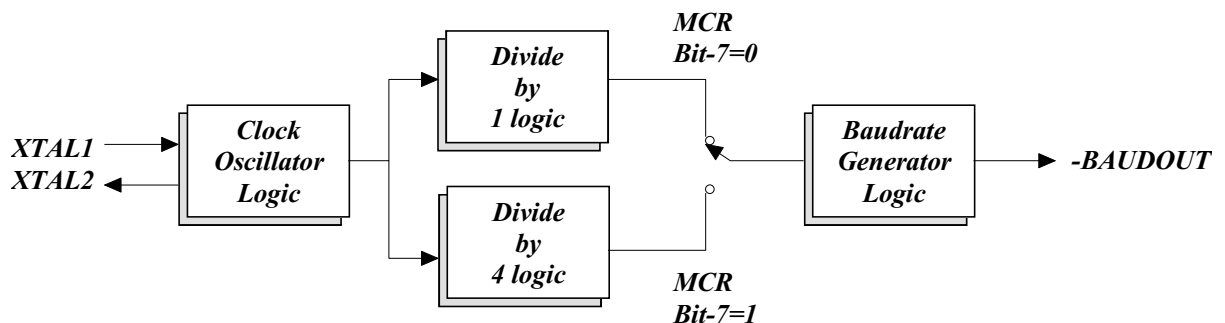 XTAL1
XTAL2
Clock
Oscillator
Logic
Divide
by
1 logic
Divide
by
4 logic
MCR
Bit-7=0
MCR
Bit-7=1
Baudrate
Generator
Logic
-BAUDOUT